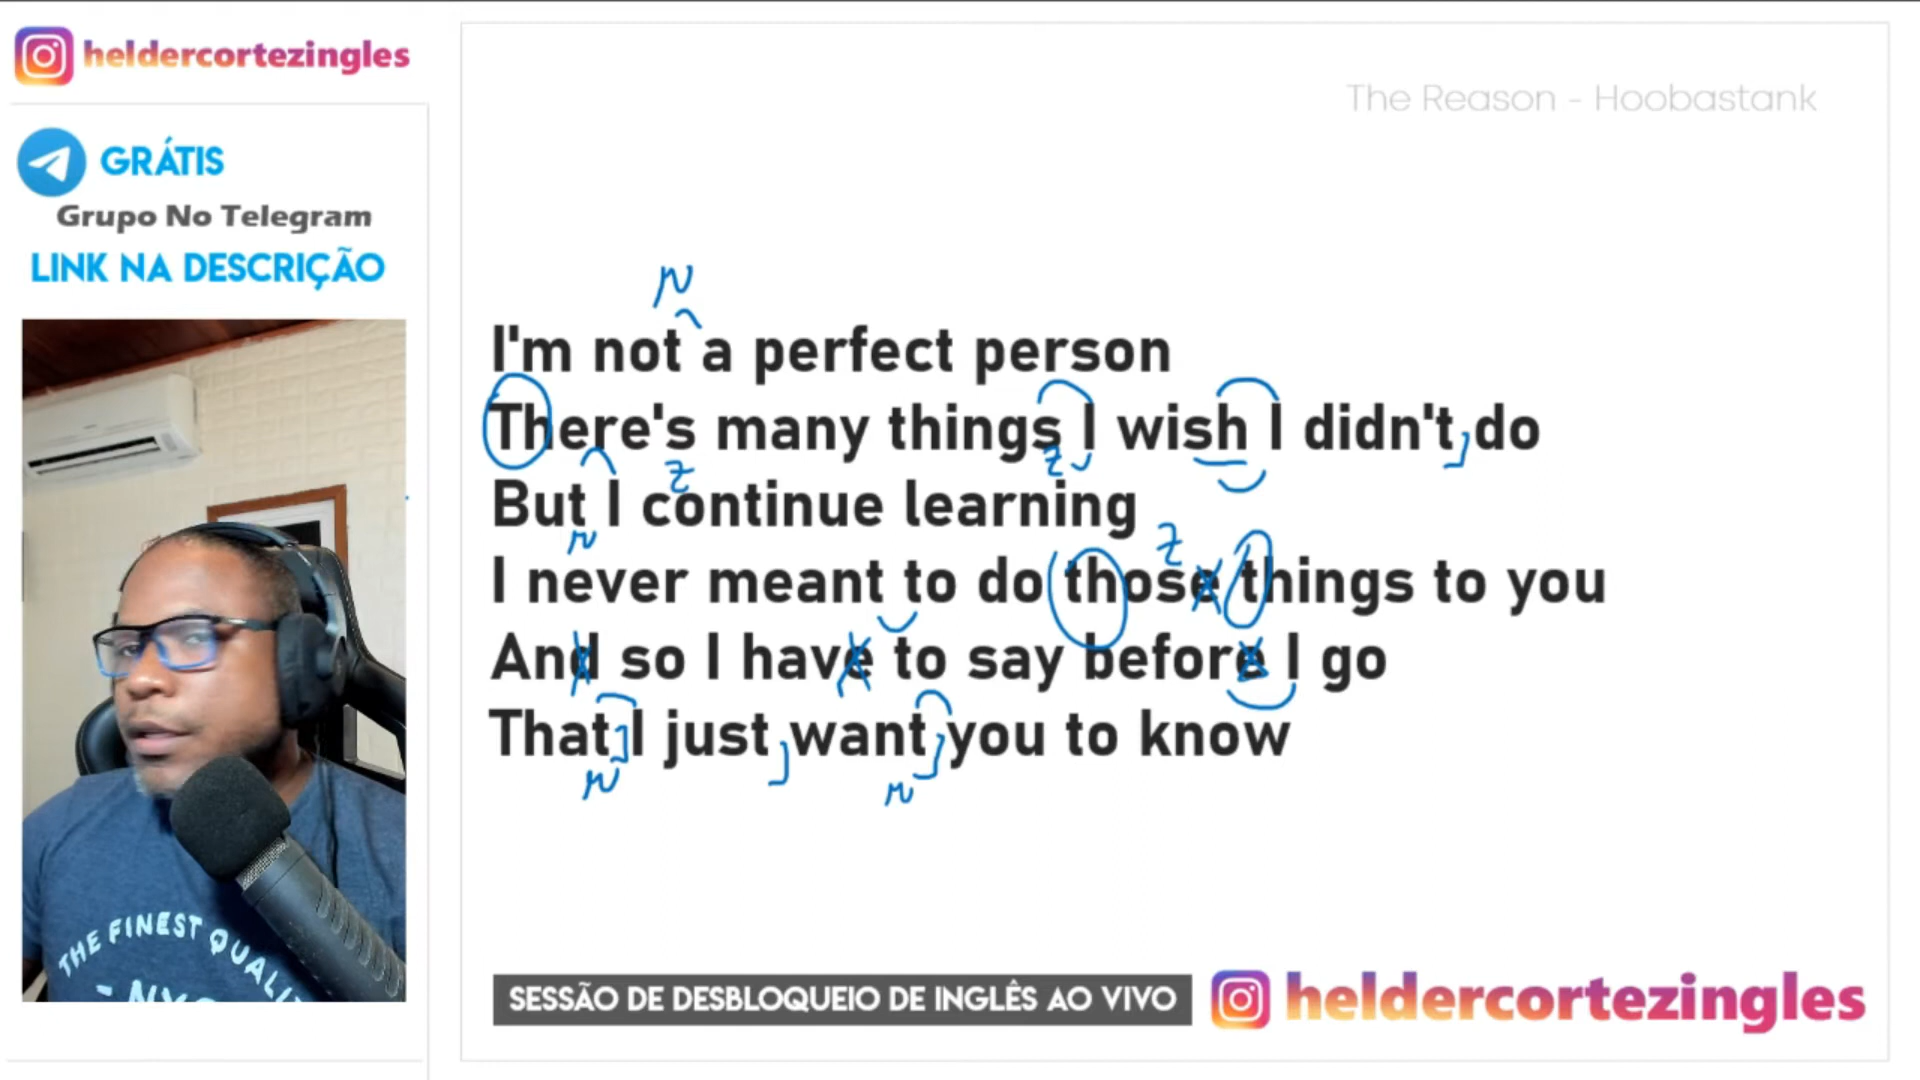 heldercortezingles
GRÁTIS
Grupo No Telegram
LINK NA DESCRIÇÃO
The Reason - Hoobastank
I'm not a perfect person
There's many things I wish I didn't do
But I continue learning
I never meant to do those things to you
And so I have to say before I go
That I just want you to know
z
z
z
THE FINEST QUALI
SESSÃO DE DESBLOQUEIO DE INGLÊS AO VIVO
heldercortezingles